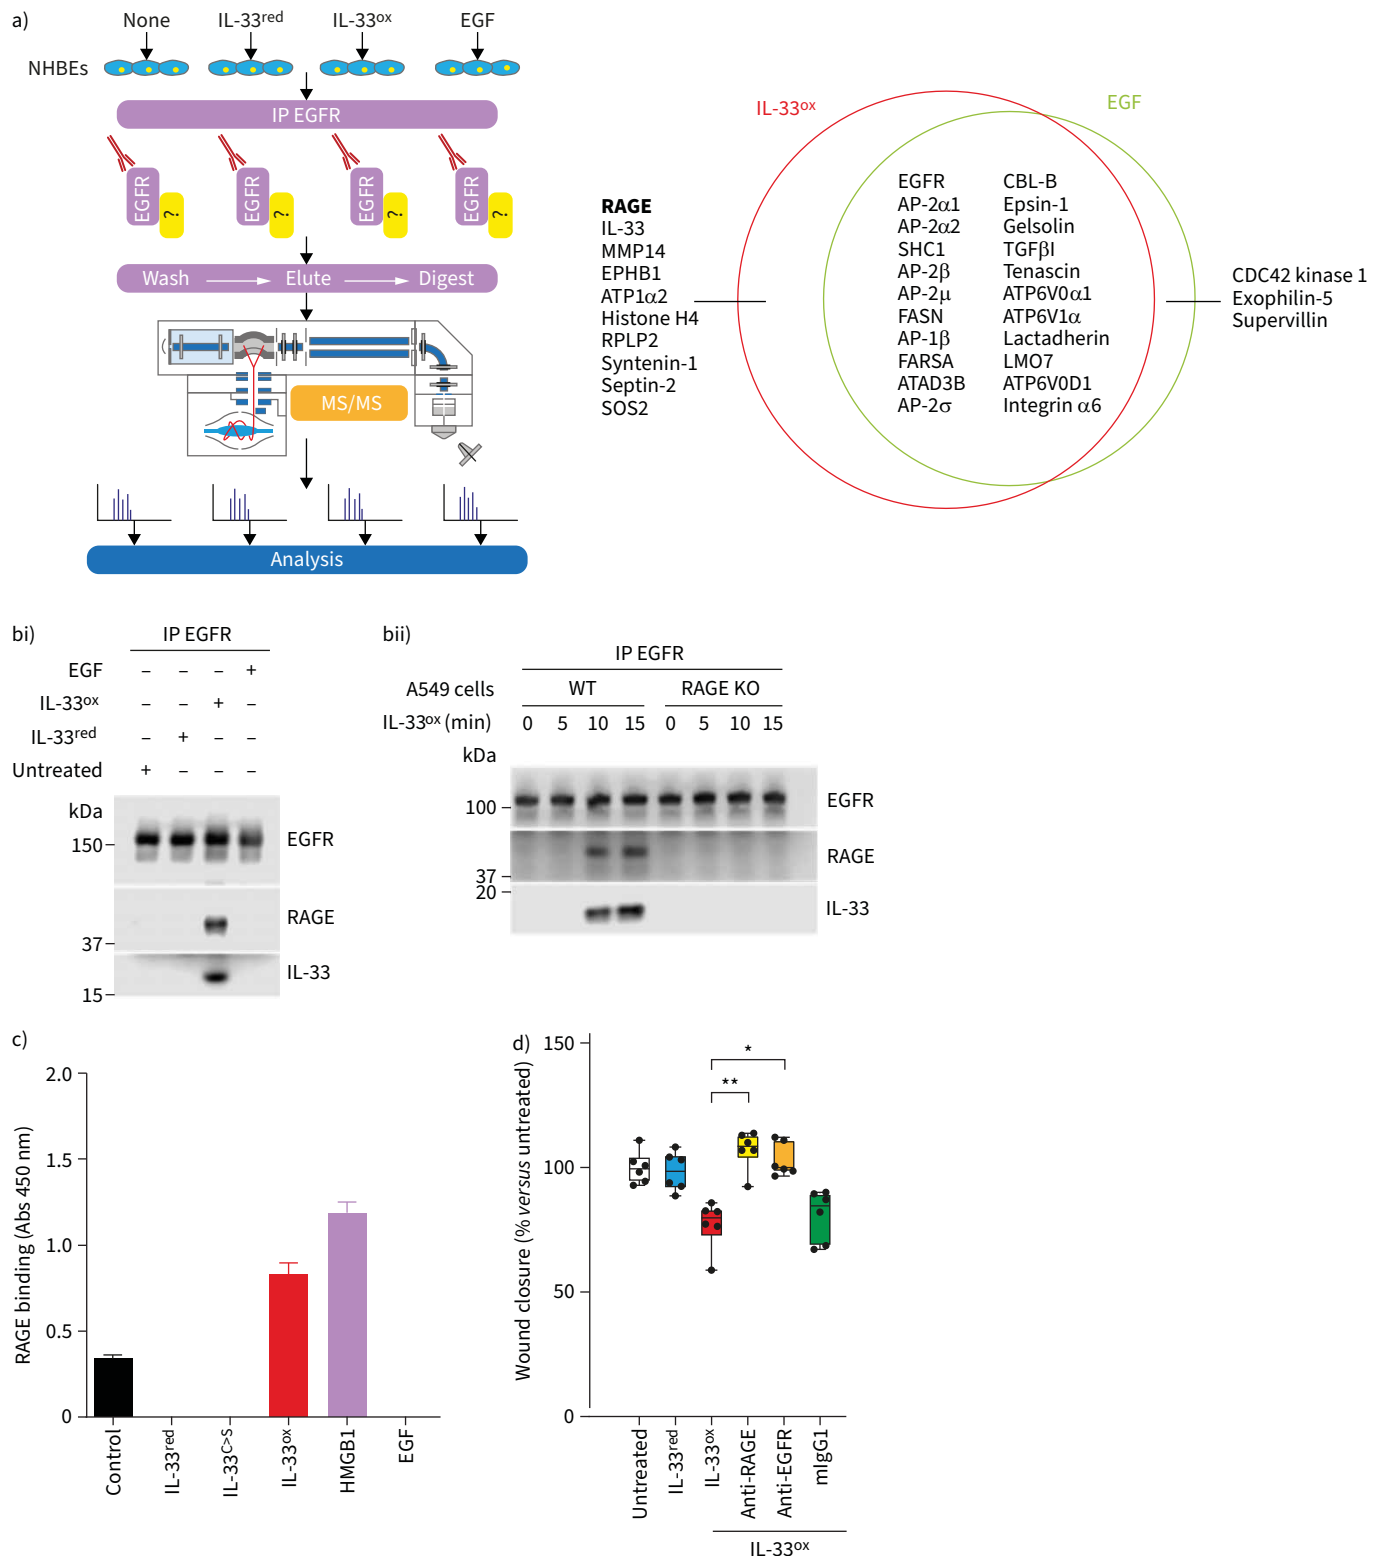 a)
None IL-33ʳᵉᵈ IL-33ᵒˣ EGF
NHBEs
IP EGFR
EGFR ? EGFR ? EGFR ? EGFR ?
Wash Elute Digest
MS/MS
Analysis
IL-33ᵒˣ
EGF
RAGE
IL-33
MMP14
EPHB1
ATP1α2
Histone H4
RPLP2
Syntenin-1
Septin-2
SOS2
EGFR CBL-B
AP-2α1 Epsin-1
AP-2α2 Gelsolin
SHC1 TGFβI
AP-2β Tenascin
AP-2μ ATP6V0α1
FASN ATP6V1α
AP-1β Lactadherin
FARSA LMO7
ATAD3B ATP6V0D1
AP-2σ Integrin α6
CDC42 kinase 1
Exophilin-5
Supervillin
bi)
IP EGFR
EGF – – – +
IL-33ᵒˣ – – + –
IL-33ʳᵉᵈ – + – –
Untreated + – – –
kDa
150 EGFR
RAGE
37
IL-33
15
bii)
IP EGFR
A549 cells WT RAGE KO
IL-33ᵒˣ (min) 0 5 10 15 0 5 10 15
kDa
100 EGFR
RAGE
37
20
IL-33
c)
RAGE binding (Abs 450 nm)
2.0
1.5
1.0
0.5
0
Control IL-33ʳᵉᵈ IL-33ᶜ˃ˢ IL-33ᵒˣ HMGB1 EGF
d)
Wound closure (% versus untreated)
150
100
50
0
*
**
Untreated IL-33ʳᵉᵈ IL-33ᵒˣ Anti-RAGE Anti-EGFR mIgG1
IL-33ᵒˣ